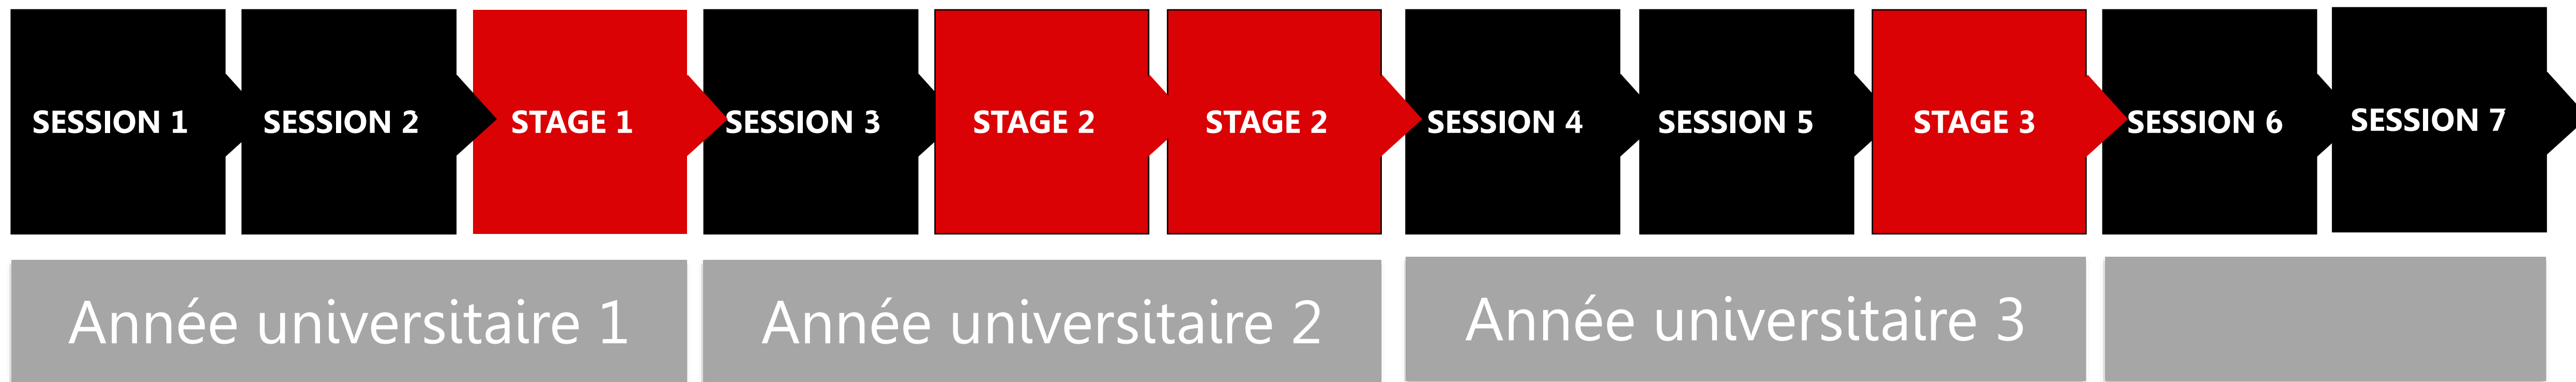 SESSION 1
SESSION 2
STAGE 1
SESSION 3
STAGE 2
STAGE 2
SESSION 4
SESSION 5
STAGE 3
SESSION 6
SESSION 7
Année universitaire 1
Année universitaire 2
Année universitaire 3